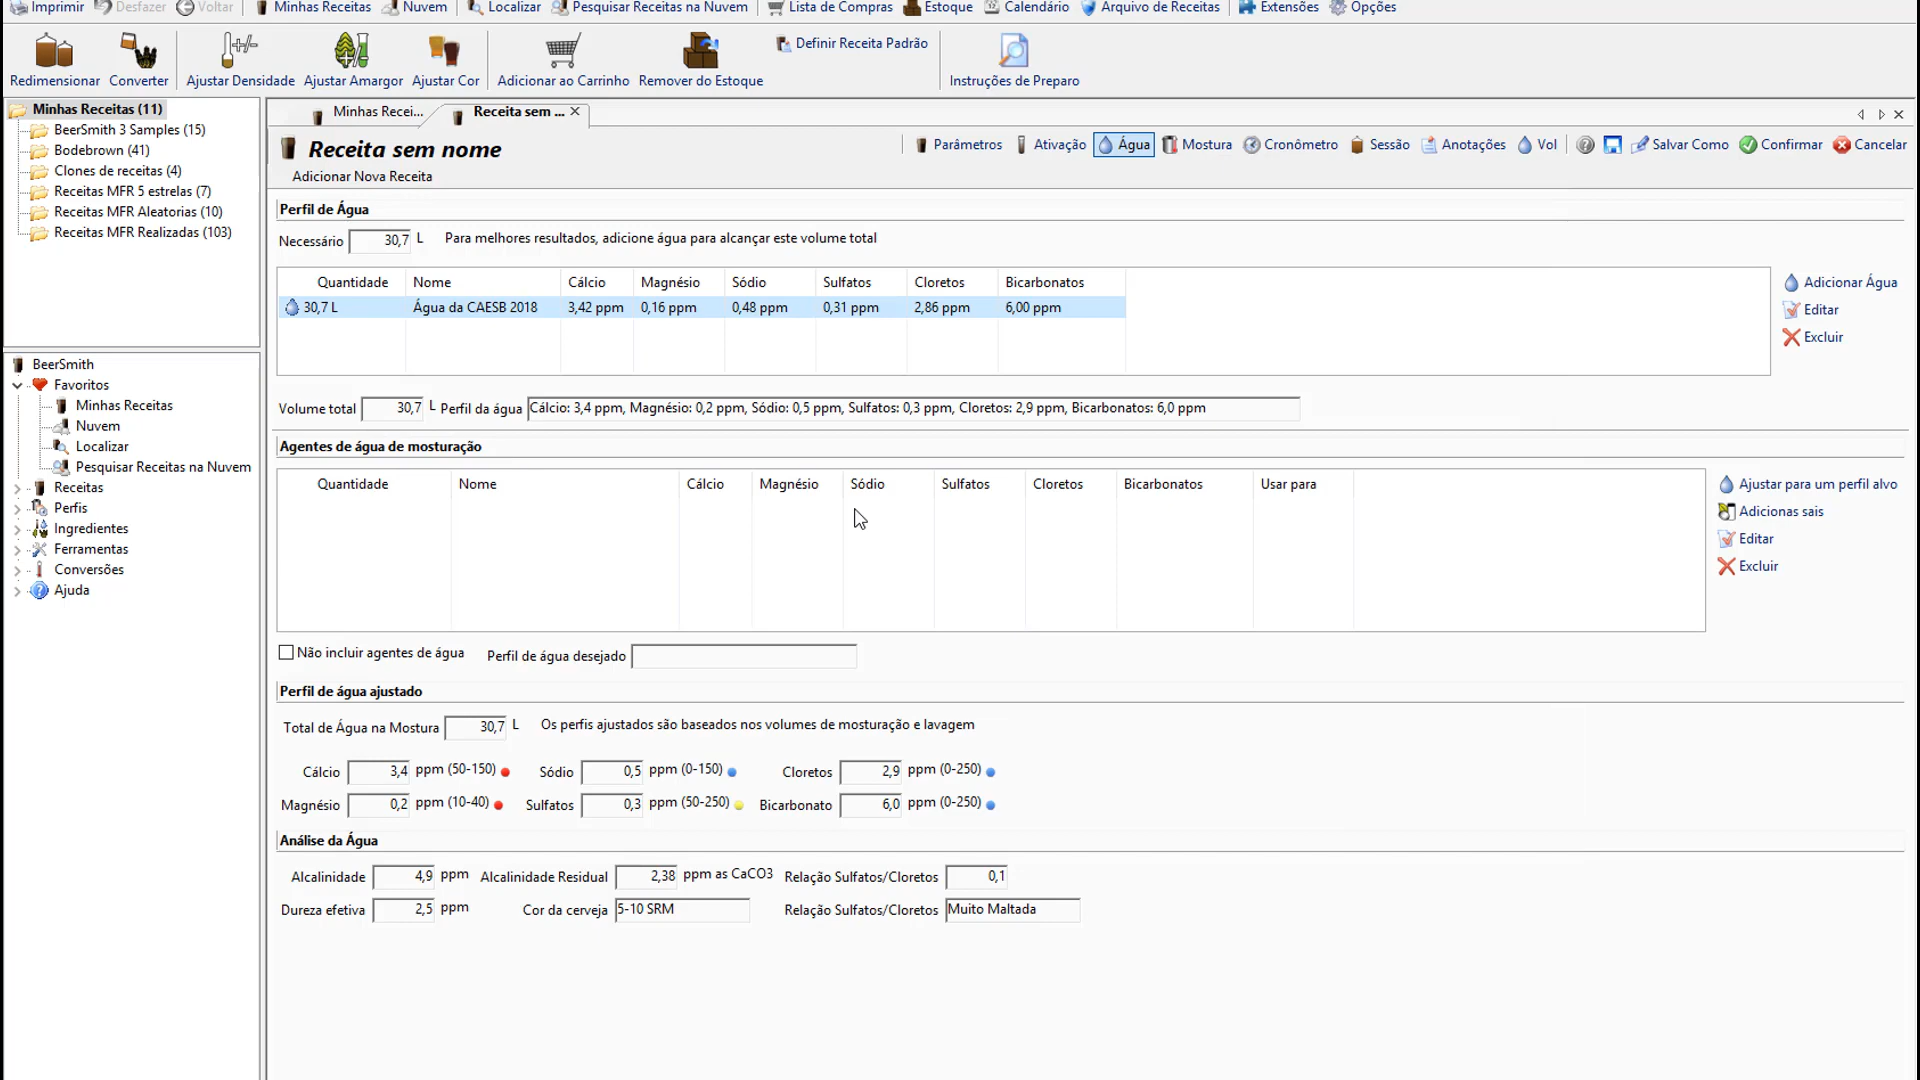 Imprimir Desfazer Voltar Minhas Receitas Nuvem Localizar Pesquisar Receitas na Nuvem Lista de Compras Estoque Calendário Arquivo de Receitas Extensões Opções
Redimensionar Converter Ajustar Densidade Ajustar Amargor Ajustar Cor Adicionar ao Carrinho Remover do Estoque Definir Receita Padrão Instruções de Preparo
Minhas Receitas (11)
BeerSmith 3 Samples (15)
Bodebrown (41)
Clones de receitas (4)
Receitas MFR 5 estrelas (7)
Receitas MFR Aleatorias (10)
Receitas MFR Realizadas (103)
BeerSmith
Favoritos
Minhas Receitas
Nuvem
Localizar
Pesquisar Receitas na Nuvem
Receitas
Perfis
Ingredientes
Ferramentas
Conversões
Ajuda
Minhas Recei... Receita sem ...
Receita sem nome
Parâmetros Ativação Água Mostura Cronômetro Sessão Anotações Vol Salvar Como Confirmar Cancelar
Adicionar Nova Receita
Perfil de Água
Necessário 30,7 L Para melhores resultados, adicione água para alcançar este volume total
Quantidade Nome Cálcio Magnésio Sódio Sulfatos Cloretos Bicarbonatos
30,7 L Água da CAESB 2018 3,42 ppm 0,16 ppm 0,48 ppm 0,31 ppm 2,86 ppm 6,00 ppm
Adicionar Água
Editar
Excluir
Volume total 30,7 L Perfil da água Cálcio: 3,4 ppm, Magnésio: 0,2 ppm, Sódio: 0,5 ppm, Sulfatos: 0,3 ppm, Cloretos: 2,9 ppm, Bicarbonatos: 6,0 ppm
Agentes de água de mosturação
Quantidade Nome Cálcio Magnésio Sódio Sulfatos Cloretos Bicarbonatos Usar para
Ajustar para um perfil alvo
Adicionas sais
Editar
Excluir
Não incluir agentes de água Perfil de água desejado
Perfil de água ajustado
Total de Água na Mostura 30,7 L Os perfis ajustados são baseados nos volumes de mosturação e lavagem
Cálcio 3,4 ppm (50-150) Sódio 0,5 ppm (0-150) Cloretos 2,9 ppm (0-250)
Magnésio 0,2 ppm (10-40) Sulfatos 0,3 ppm (50-250) Bicarbonato 6,0 ppm (0-250)
Análise da Água
Alcalinidade 4,9 ppm Alcalinidade Residual 2,38 ppm as CaCO3 Relação Sulfatos/Cloretos 0,1
Dureza efetiva 2,5 ppm Cor da cerveja 5-10 SRM Relação Sulfatos/Cloretos Muito Maltada